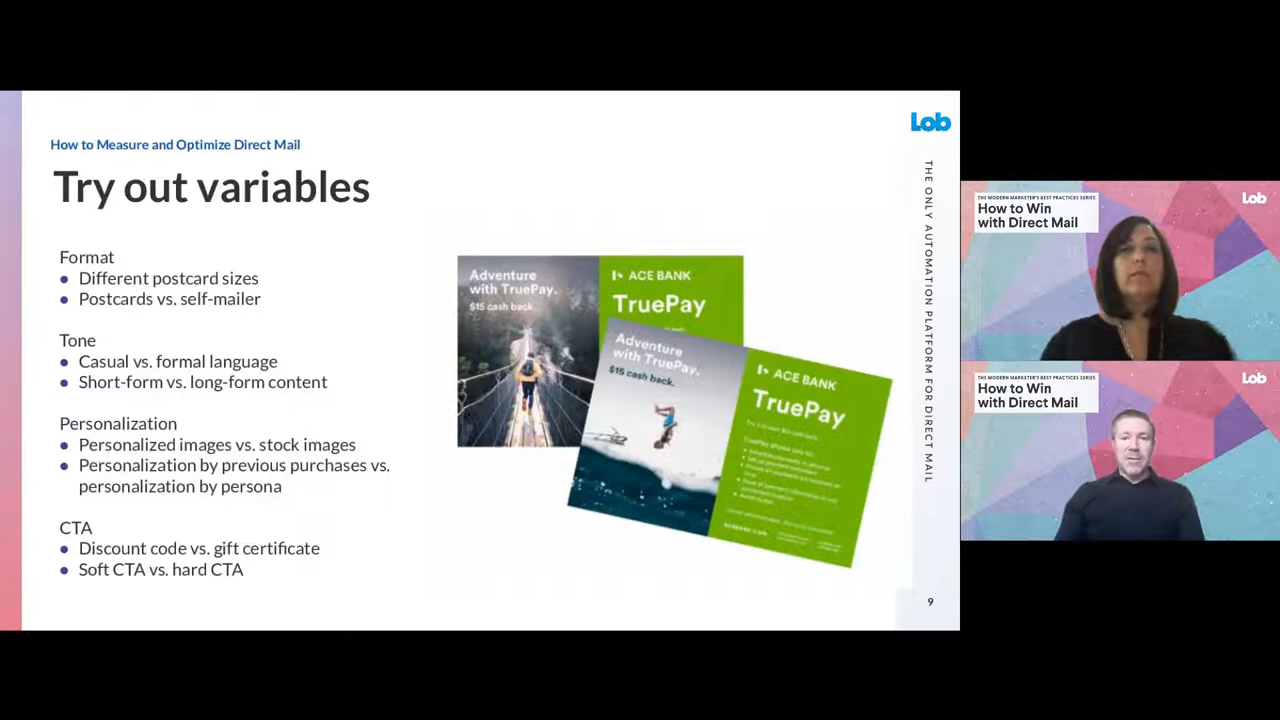 Lob
How to Measure and Optimize Direct Mail
Try out variables
Format
Different postcard sizes
Postcards vs. self-mailer
Tone
Casual vs. formal language
Short-form vs. long-form content
Personalization
Personalized images vs. stock images
Personalization by previous purchases vs.
personalization by persona
CTA
Discount code vs. gift certificate
Soft CTA vs. hard CTA
Adventure
with TruePay.
$15 cash back.
ACE BANK
TruePay
Adventure
with TruePay.
$15 cash back.
ACE BANK
TruePay
THE ONLY AUTOMATION PLATFORM FOR DIRECT MAIL
9
THE MODERN MARKETER'S BEST PRACTICES SERIES
How to Win
with Direct Mail
Lob
THE MODERN MARKETER'S BEST PRACTICES SERIES
How to Win
with Direct Mail
Lob